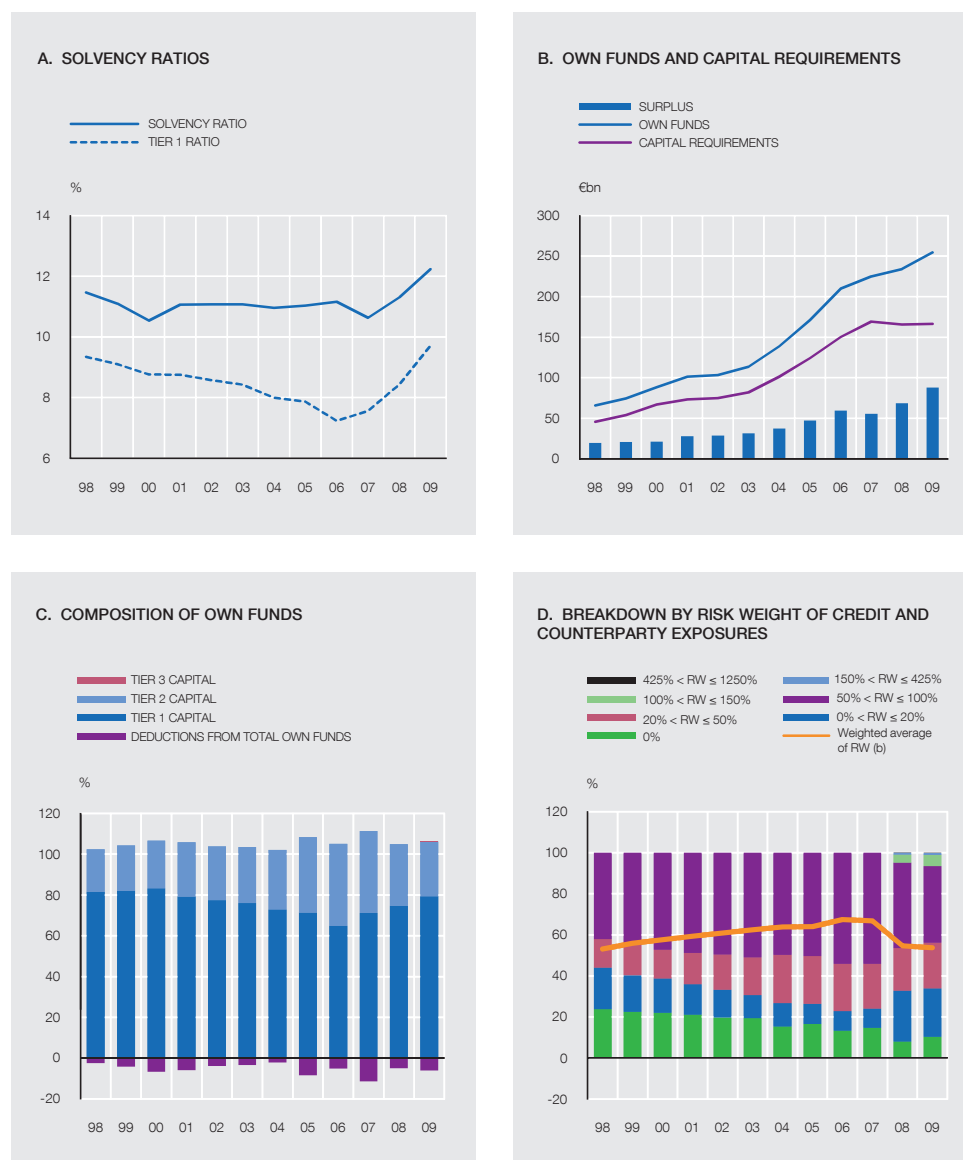 A. SOLVENCY RATIOS
SOLVENCY RATIO
TIER 1 RATIO
%
14
12
10
8
6
98 99 00 01 02 03 04 05 06 07 08 09
B. OWN FUNDS AND CAPITAL REQUIREMENTS
SURPLUS
OWN FUNDS
CAPITAL REQUIREMENTS
€bn
300
250
200
150
100
50
0
98 99 00 01 02 03 04 05 06 07 08 09
C. COMPOSITION OF OWN FUNDS
TIER 3 CAPITAL
TIER 2 CAPITAL
TIER 1 CAPITAL
DEDUCTIONS FROM TOTAL OWN FUNDS
%
120
100
80
60
40
20
0
-20
98 99 00 01 02 03 04 05 06 07 08 09
D. BREAKDOWN BY RISK WEIGHT OF CREDIT AND
COUNTERPARTY EXPOSURES
425% < RW ≤ 1250%
100% < RW ≤ 150%
20% < RW ≤ 50%
0%
150% < RW ≤ 425%
50% < RW ≤ 100%
0% < RW ≤ 20%
Weighted average
of RW (b)
%
120
100
80
60
40
20
0
-20
98 99 00 01 02 03 04 05 06 07 08 09